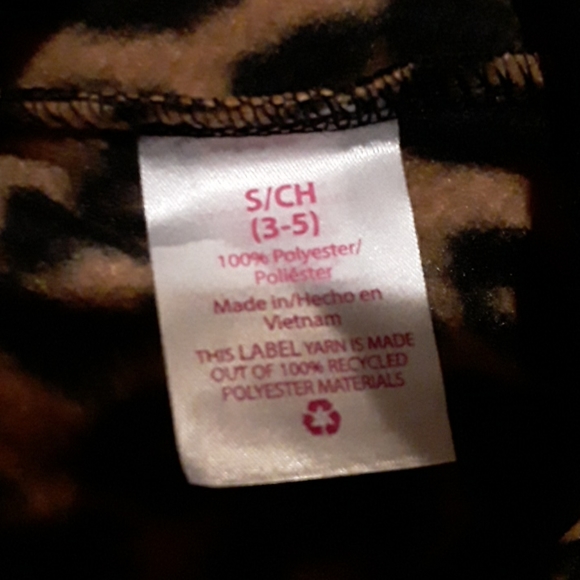 S/CH
(3-5)
100% Polyester/
Poliéster
Made in/Hecho en
Vietnam
THIS LABEL YARN IS MADE
OUT OF 100% RECYCLED
POLYESTER MATERIALS